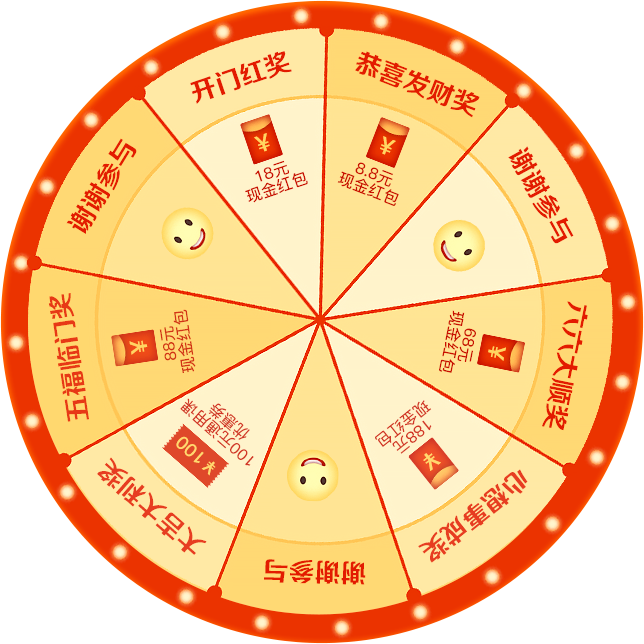 恭喜发财奖
¥
8.8元
现金红包
谢谢参与
六六大顺奖
¥
68元
现金红包
心想事成奖
¥
188元
现金红包
谢谢参与
大吉大利奖
¥100
100元通用课
优惠券
五福临门奖
¥
88元
现金红包
谢谢参与
开门红奖
¥
18元
现金红包